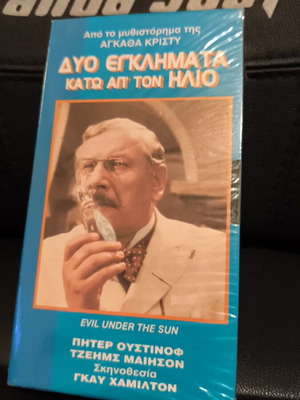 Από το μυθιστόρημα της
ΑΓΚΑΘΑ ΚΡΙΣΤΥ
ΔΥΟ ΕΓΚΛΗΜΑΤΑ
ΚΑΤΩ ΑΠ' ΤΟΝ ΗΛΙΟ
EVIL UNDER THE SUN
ΠΗΤΕΡ ΟΥΣΤΙΝΟΦ
ΤΖΕΗΜΣ ΜΑΙΗΣΟΝ
Σκηνοθεσία
ΓΚΑΥ ΧΑΜΙΛΤΟΝ